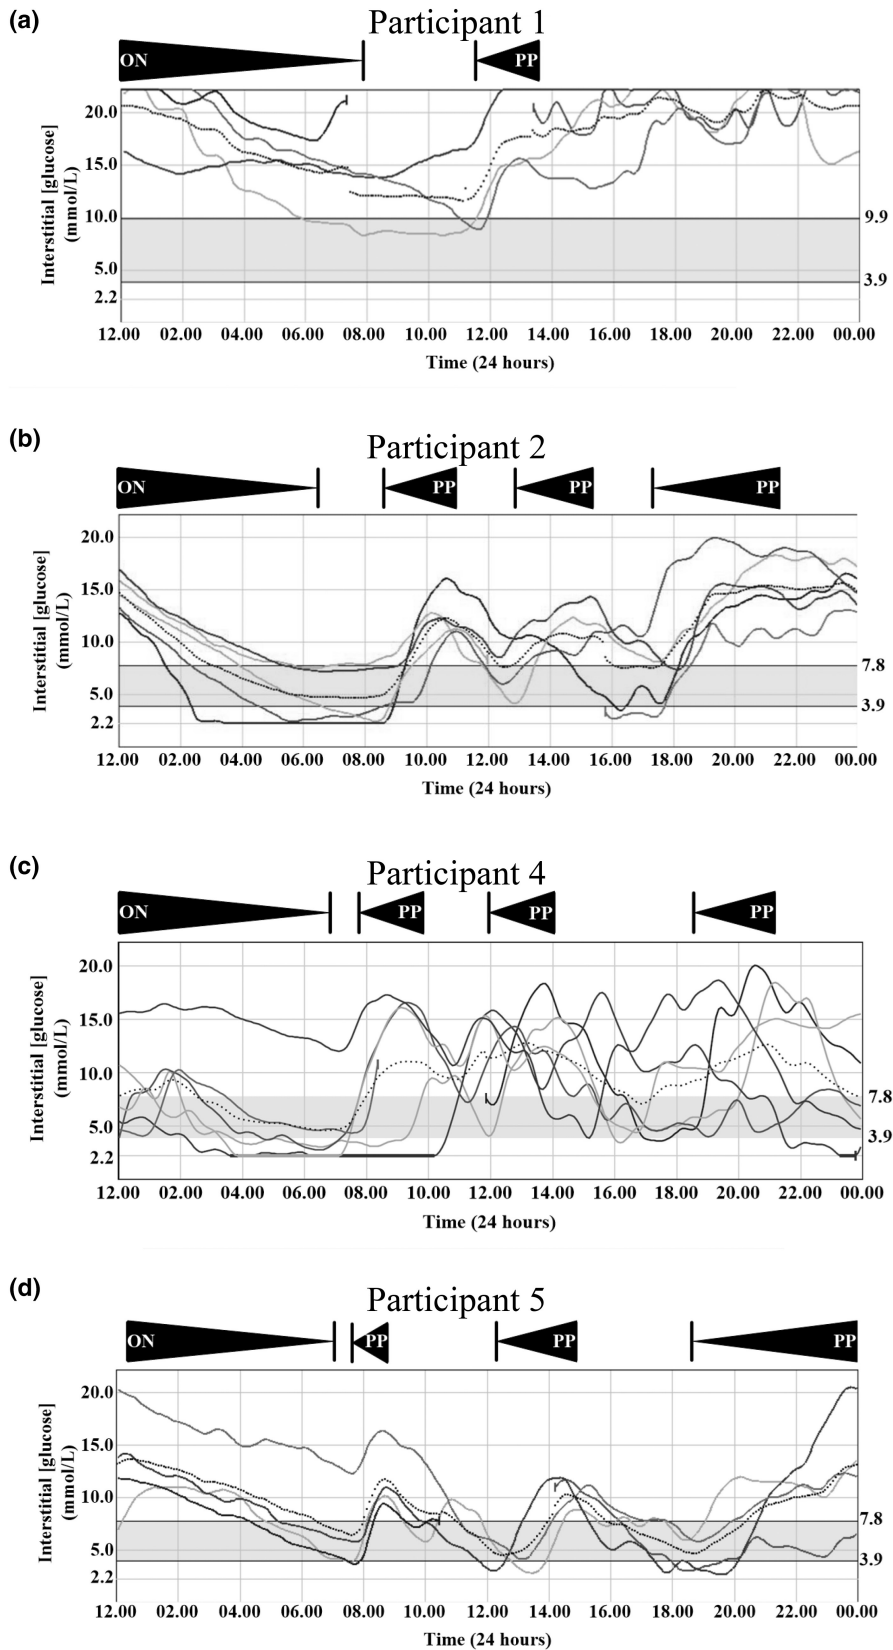 (a)
Participant 1
ON
PP
Interstitial [glucose]
(mmol/L)
20.0
15.0
10.0
5.0
2.2
9.9
3.9
12.00 02.00 04.00 06.00 08.00 10.00 12.00 14.00 16.00 18.00 20.00 22.00 00.00
Time (24 hours)
(b)
Participant 2
ON
PP
PP
PP
Interstitial [glucose]
(mmol/L)
20.0
15.0
10.0
5.0
2.2
7.8
3.9
12.00 02.00 04.00 06.00 08.00 10.00 12.00 14.00 16.00 18.00 20.00 22.00 00.00
Time (24 hours)
(c)
Participant 4
ON
PP
PP
PP
Interstitial [glucose]
(mmol/L)
20.0
15.0
10.0
5.0
2.2
7.8
3.9
12.00 02.00 04.00 06.00 08.00 10.00 12.00 14.00 16.00 18.00 20.00 22.00 00.00
Time (24 hours)
(d)
Participant 5
ON
PP
PP
PP
Interstitial [glucose]
(mmol/L)
20.0
15.0
10.0
5.0
2.2
7.8
3.9
12.00 02.00 04.00 06.00 08.00 10.00 12.00 14.00 16.00 18.00 20.00 22.00 00.00
Time (24 hours)